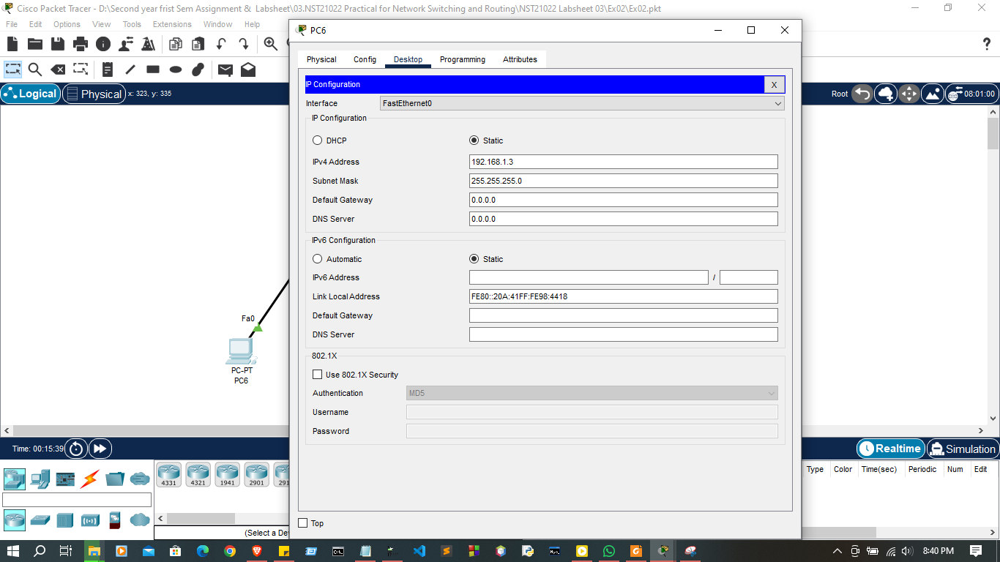 Cisco Packet Tracer - D:\Second year frist Sem Assignment &  Labsheet\03.NST21022 Practical for Network Switching and Routing\NST21022 Labsheet 03\Ex02\Ex02.pkt
File Edit Options View Tools Extensions Window Help
PC6
Physical Config Desktop Programming Attributes
IP Configuration X
Logical Physical x: 323, y: 335 Root 08:01:00
Interface FastEthernet0
IP Configuration
DHCP Static
IPv4 Address 192.168.1.3
Subnet Mask 255.255.255.0
Default Gateway 0.0.0.0
DNS Server 0.0.0.0
IPv6 Configuration
Automatic Static
IPv6 Address /
Link Local Address FE80::20A:41FF:FE98:4418
Default Gateway
DNS Server
802.1X
Use 802.1X Security
Authentication MD5
Username
Password
Top
Fa0
PC-PT
PC6
Time: 00:15:39 Realtime Simulation
4331 4321 1941 2901 291
Type Color Time(sec) Periodic Num Edit
(Select a De
8:40 PM